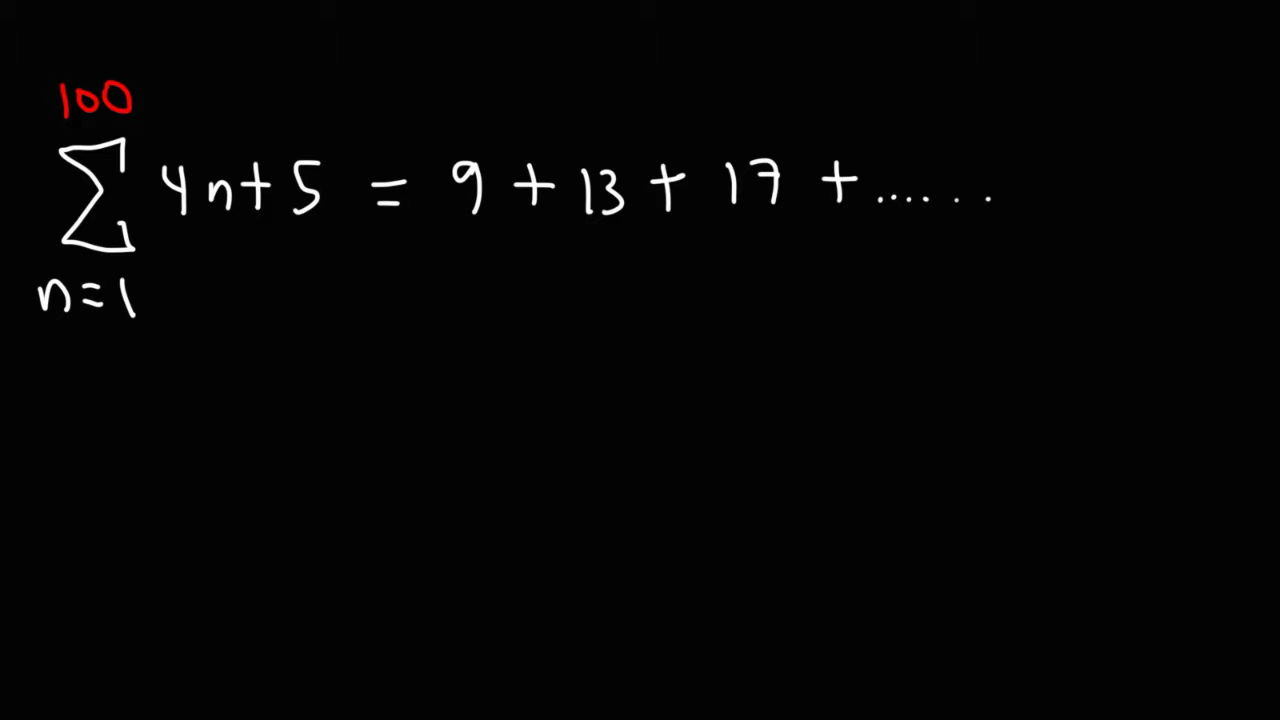 100
∑ 4n+5 = 9 + 13 + 17 + ......
n=1